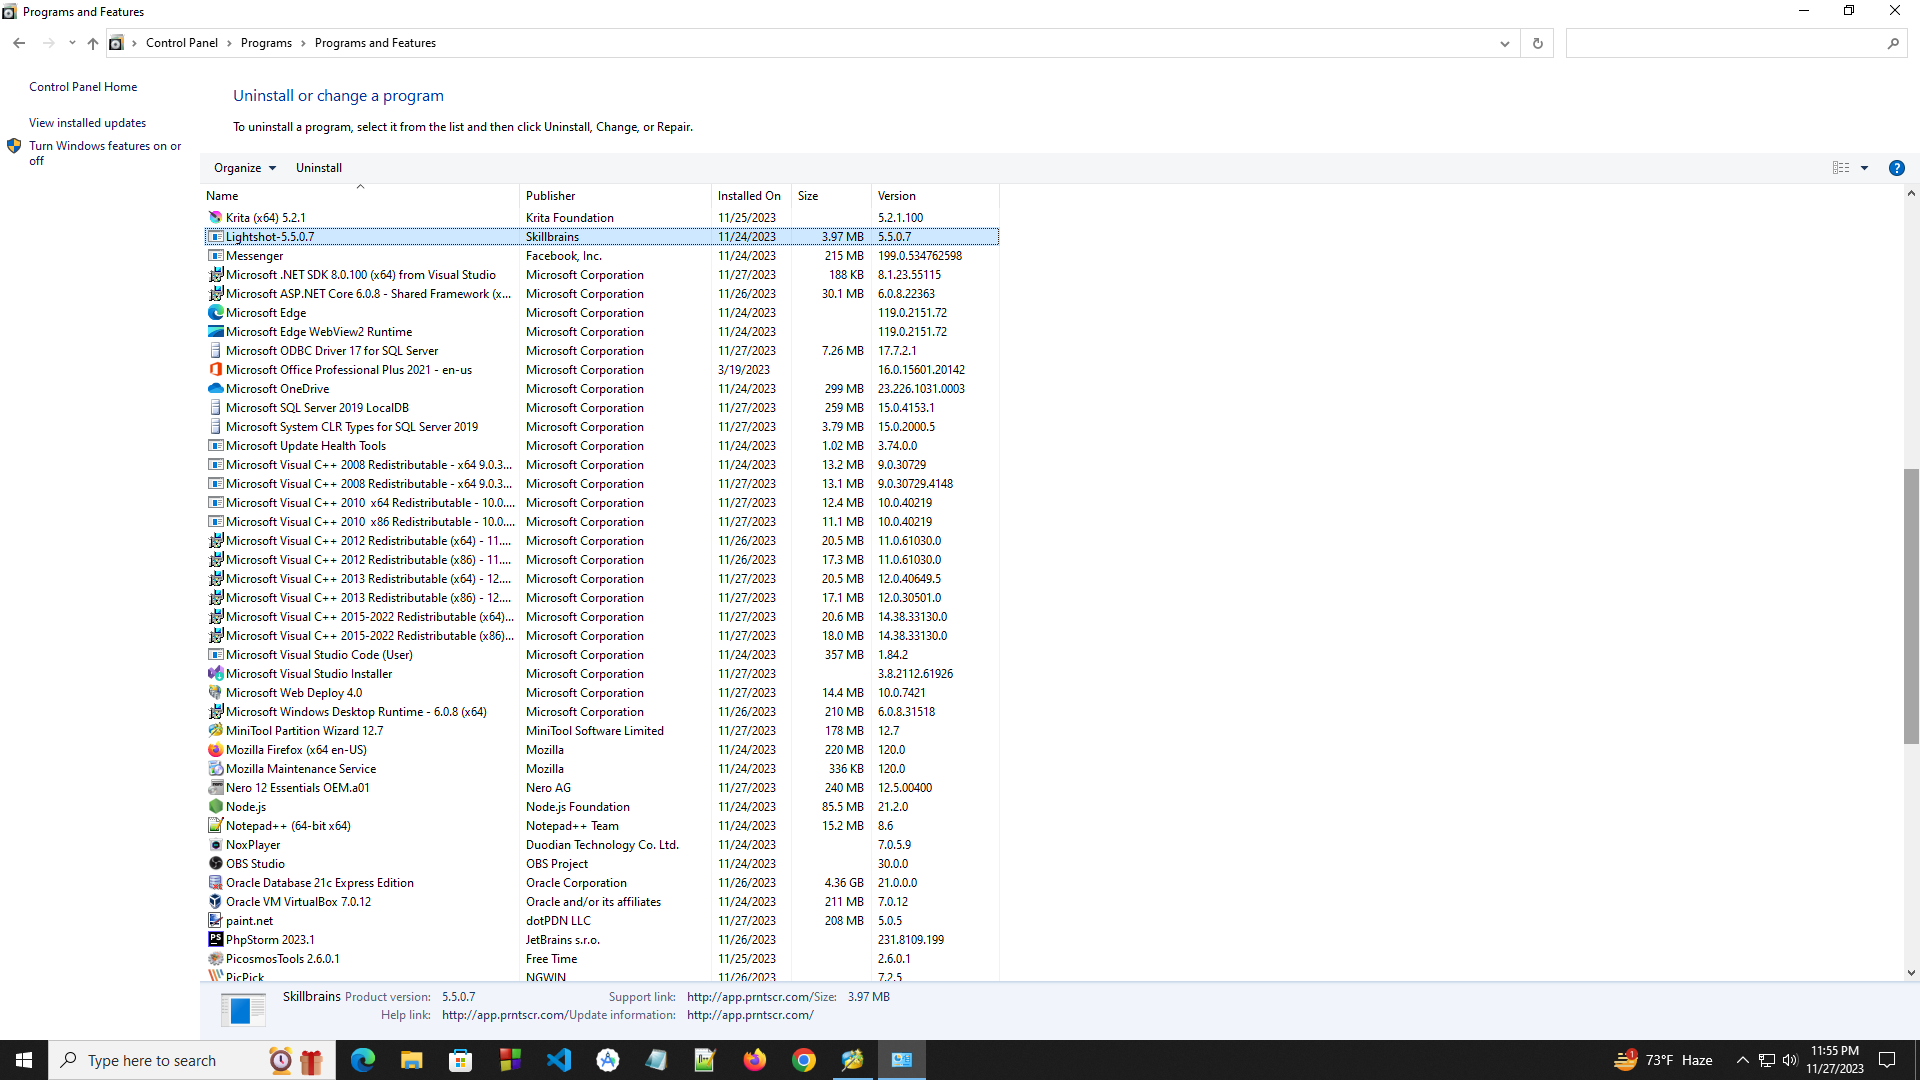 Programs and Features
Control Panel > Programs > Programs and Features
Control Panel Home
View installed updates
Turn Windows features on or
off
Uninstall or change a program
To uninstall a program, select it from the list and then click Uninstall, Change, or Repair.
Organize Uninstall
Name Publisher Installed On Size Version
Krita (x64) 5.2.1 Krita Foundation 11/25/2023 5.2.1.100
Lightshot-5.5.0.7 Skillbrains 11/24/2023 3.97 MB 5.5.0.7
Messenger Facebook, Inc. 11/24/2023 215 MB 199.0.534762598
Microsoft .NET SDK 8.0.100 (x64) from Visual Studio Microsoft Corporation 11/27/2023 188 KB 8.1.23.55115
Microsoft ASP.NET Core 6.0.8 - Shared Framework (x... Microsoft Corporation 11/26/2023 30.1 MB 6.0.8.22363
Microsoft Edge Microsoft Corporation 11/24/2023 119.0.2151.72
Microsoft Edge WebView2 Runtime Microsoft Corporation 11/24/2023 119.0.2151.72
Microsoft ODBC Driver 17 for SQL Server Microsoft Corporation 11/27/2023 7.26 MB 17.7.2.1
Microsoft Office Professional Plus 2021 - en-us Microsoft Corporation 3/19/2023 16.0.15601.20142
Microsoft OneDrive Microsoft Corporation 11/24/2023 299 MB 23.226.1031.0003
Microsoft SQL Server 2019 LocalDB Microsoft Corporation 11/27/2023 259 MB 15.0.4153.1
Microsoft System CLR Types for SQL Server 2019 Microsoft Corporation 11/27/2023 3.79 MB 15.0.2000.5
Microsoft Update Health Tools Microsoft Corporation 11/24/2023 1.02 MB 3.74.0.0
Microsoft Visual C++ 2008 Redistributable - x64 9.0.3... Microsoft Corporation 11/24/2023 13.2 MB 9.0.30729
Microsoft Visual C++ 2008 Redistributable - x64 9.0.3... Microsoft Corporation 11/27/2023 13.1 MB 9.0.30729.4148
Microsoft Visual C++ 2010 x64 Redistributable - 10.0.... Microsoft Corporation 11/27/2023 12.4 MB 10.0.40219
Microsoft Visual C++ 2010 x86 Redistributable - 10.0.... Microsoft Corporation 11/27/2023 11.1 MB 10.0.40219
Microsoft Visual C++ 2012 Redistributable (x64) - 11.... Microsoft Corporation 11/26/2023 20.5 MB 11.0.61030.0
Microsoft Visual C++ 2012 Redistributable (x86) - 11.... Microsoft Corporation 11/26/2023 17.3 MB 11.0.61030.0
Microsoft Visual C++ 2013 Redistributable (x64) - 12.... Microsoft Corporation 11/27/2023 20.5 MB 12.0.40649.5
Microsoft Visual C++ 2013 Redistributable (x86) - 12.... Microsoft Corporation 11/27/2023 17.1 MB 12.0.30501.0
Microsoft Visual C++ 2015-2022 Redistributable (x64)... Microsoft Corporation 11/27/2023 20.6 MB 14.38.33130.0
Microsoft Visual C++ 2015-2022 Redistributable (x86)... Microsoft Corporation 11/27/2023 18.0 MB 14.38.33130.0
Microsoft Visual Studio Code (User) Microsoft Corporation 11/24/2023 357 MB 1.84.2
Microsoft Visual Studio Installer Microsoft Corporation 11/27/2023 3.8.2112.61926
Microsoft Web Deploy 4.0 Microsoft Corporation 11/27/2023 14.4 MB 10.0.7421
Microsoft Windows Desktop Runtime - 6.0.8 (x64) Microsoft Corporation 11/26/2023 210 MB 6.0.8.31518
MiniTool Partition Wizard 12.7 MiniTool Software Limited 11/27/2023 178 MB 12.7
Mozilla Firefox (x64 en-US) Mozilla 11/24/2023 220 MB 120.0
Mozilla Maintenance Service Mozilla 11/24/2023 336 KB 120.0
Nero 12 Essentials OEM.a01 Nero AG 11/27/2023 240 MB 12.5.00400
Node.js Node.js Foundation 11/24/2023 85.5 MB 21.2.0
Notepad++ (64-bit x64) Notepad++ Team 11/24/2023 15.2 MB 8.6
NoxPlayer Duodian Technology Co. Ltd. 11/24/2023 7.0.5.9
OBS Studio OBS Project 11/24/2023 30.0.0
Oracle Database 21c Express Edition Oracle Corporation 11/26/2023 4.36 GB 21.0.0.0
Oracle VM VirtualBox 7.0.12 Oracle and/or its affiliates 11/24/2023 211 MB 7.0.12
paint.net dotPDN LLC 11/27/2023 208 MB 5.0.5
PS PhpStorm 2023.1 JetBrains s.r.o. 11/26/2023 231.8109.199
PicosmosTools 2.6.0.1 Free Time 11/25/2023 2.6.0.1
PicPick NGWIN 11/26/2023 7.2.5
Skillbrains Product version: 5.5.0.7 Support link: http://app.prntscr.com/ Size: 3.97 MB
Help link: http://app.prntscr.com/ Update information: http://app.prntscr.com/
Type here to search
1 73°F Haze 11:55 PM
11/27/2023